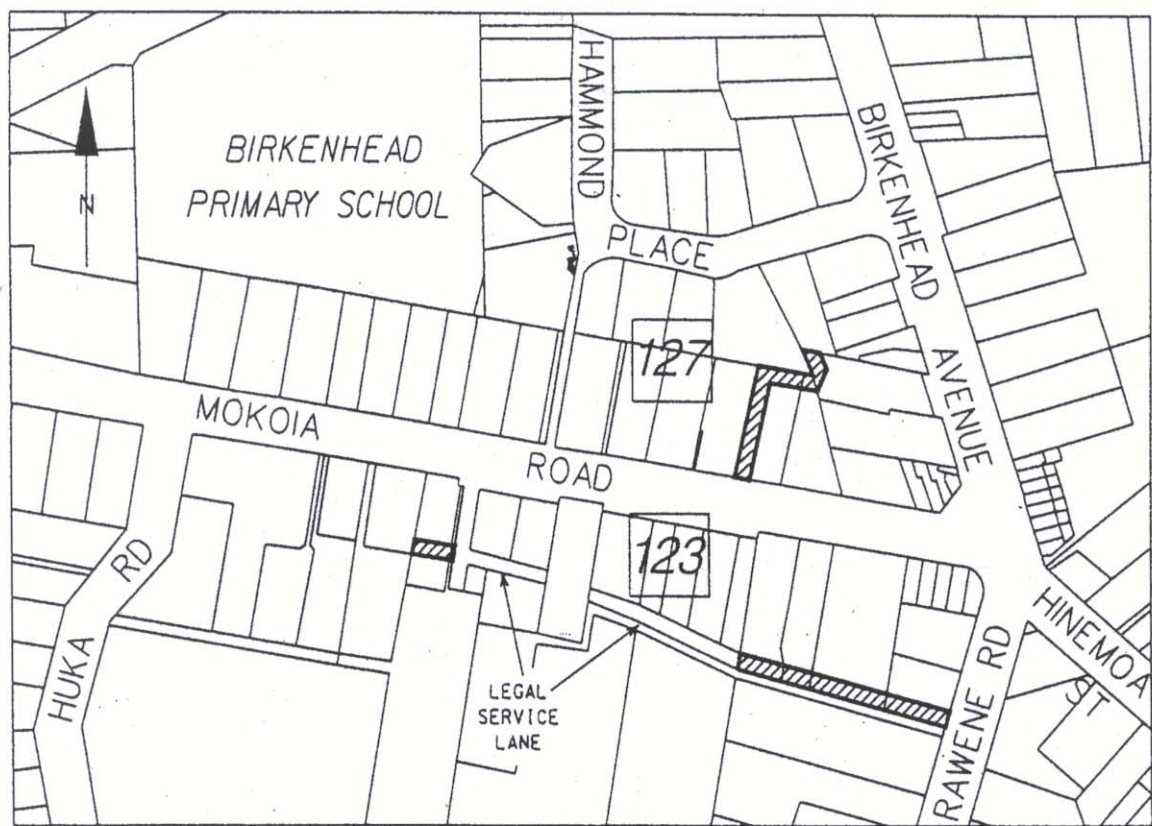 BIRKENHEAD
PRIMARY SCHOOL
N
HAMMOND
PLACE
BIRKENHEAD
AVENUE
127
MOKOIA
ROAD
123
HUKA
RD
LEGAL
SERVICE
LANE
RAWENE RD
HINEMOA
ST